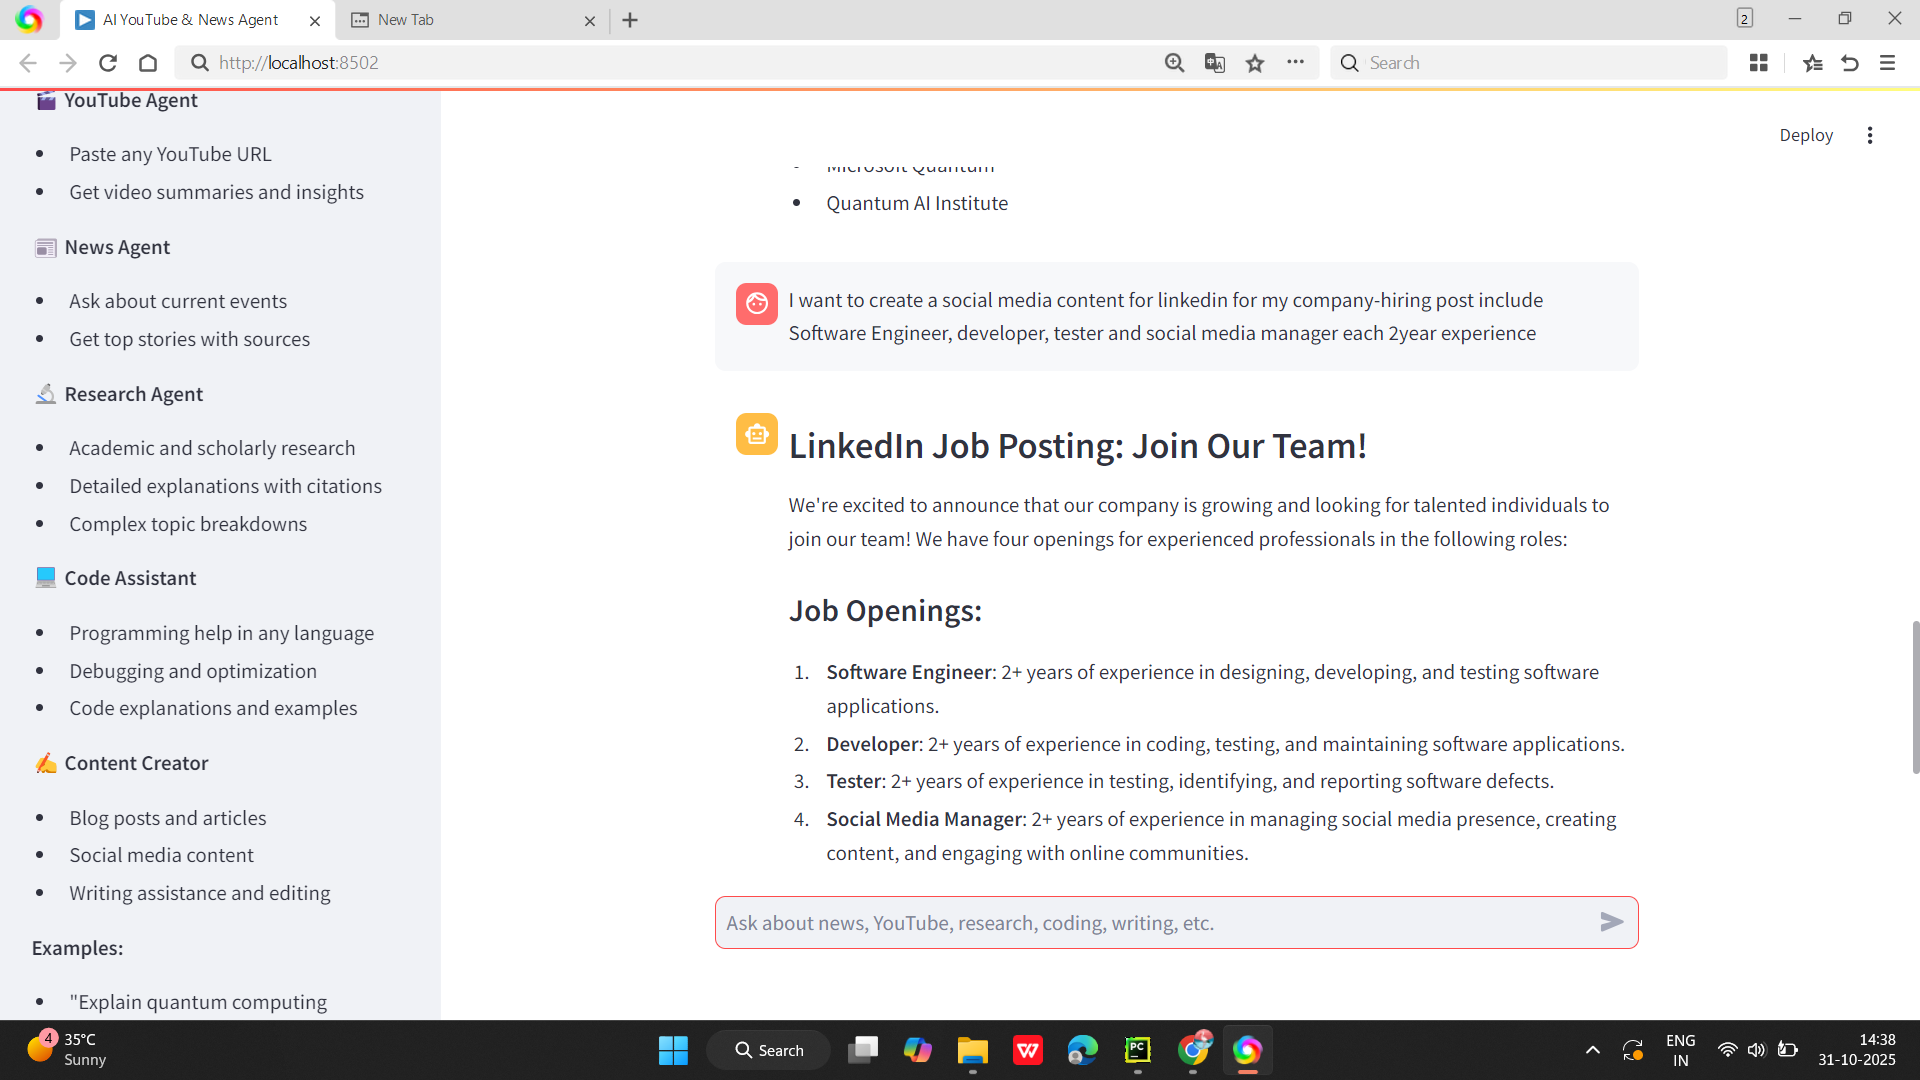 AI YouTube & News Agent
New Tab
2
http://localhost:8502
Search
YouTube Agent
Paste any YouTube URL
Get video summaries and insights
News Agent
Ask about current events
Get top stories with sources
Research Agent
Academic and scholarly research
Detailed explanations with citations
Complex topic breakdowns
Code Assistant
Programming help in any language
Debugging and optimization
Code explanations and examples
Content Creator
Blog posts and articles
Social media content
Writing assistance and editing
Examples:
"Explain quantum computing
Deploy
Microsoft Quantum
Quantum AI Institute
I want to create a social media content for linkedin for my company-hiring post include
Software Engineer, developer, tester and social media manager each 2year experience
LinkedIn Job Posting: Join Our Team!
We're excited to announce that our company is growing and looking for talented individuals to
join our team! We have four openings for experienced professionals in the following roles:
Job Openings:
1. Software Engineer: 2+ years of experience in designing, developing, and testing software
applications.
2. Developer: 2+ years of experience in coding, testing, and maintaining software applications.
3. Tester: 2+ years of experience in testing, identifying, and reporting software defects.
4. Social Media Manager: 2+ years of experience in managing social media presence, creating
content, and engaging with online communities.
Ask about news, YouTube, research, coding, writing, etc.
4
35°C
Sunny
Search
PC
ENG
IN
14:38
31-10-2025